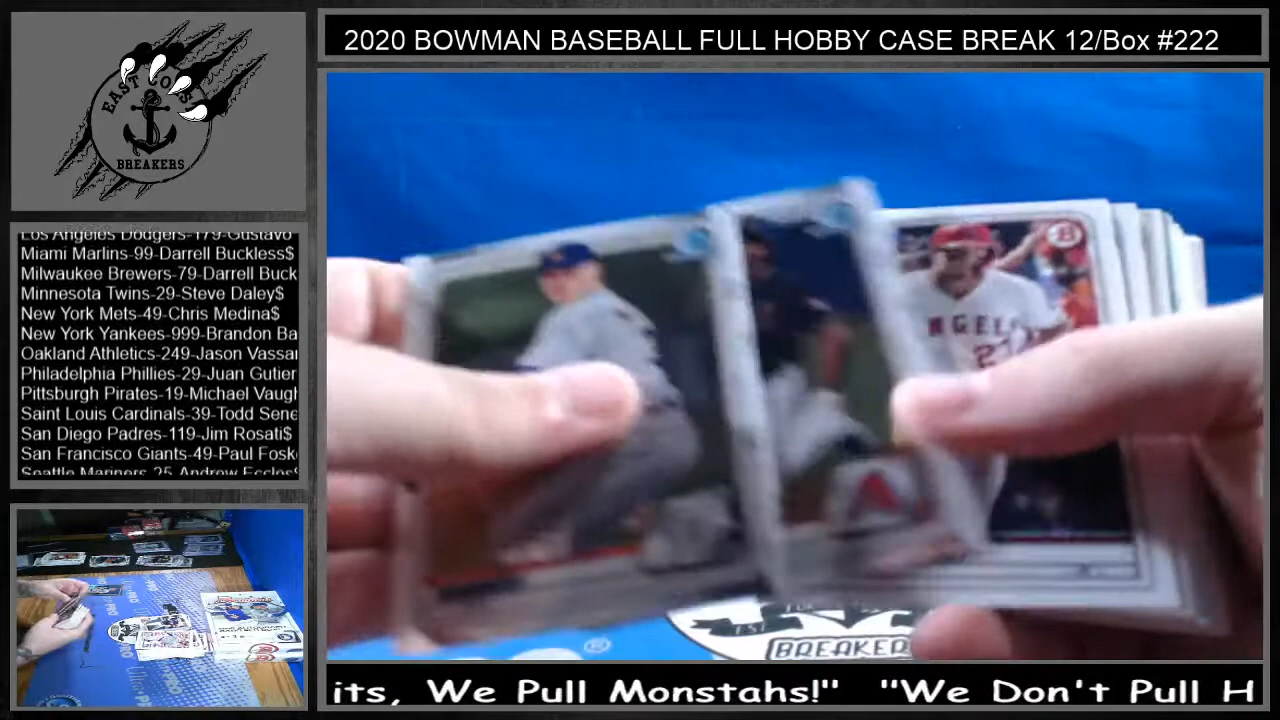 2020 BOWMAN BASEBALL FULL HOBBY CASE BREAK 12/Box #222
EAST COAST
BREAKERS
Los Angeles Dodgers-179-Gustavo
Miami Marlins-99-Darrell Buckless$
Milwaukee Brewers-79-Darrell Buck
Minnesota Twins-29-Steve Daley$
New York Mets-49-Chris Medina$
New York Yankees-999-Brandon Ba
Oakland Athletics-249-Jason Vassar
Philadelphia Phillies-29-Juan Gutier
Pittsburgh Pirates-19-Michael Vaugh
Saint Louis Cardinals-39-Todd Sene
San Diego Padres-119-Jim Rosati$
San Francisco Giants-49-Paul Fosk
Seattle Mariners-25-Andrew Eccles$
NGEL
27
A
EST
BREAKER
®
its, We Pull Monstahs!" "We Don't Pull H